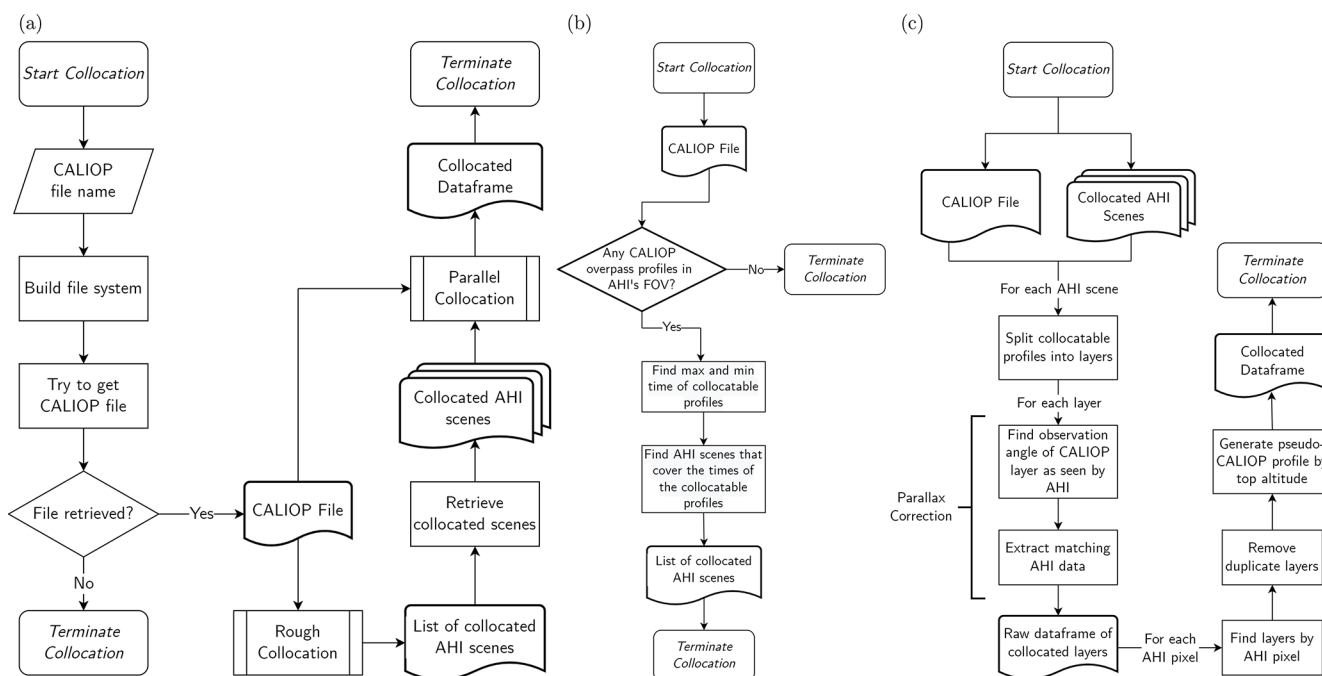 (a)
Start Collocation
CALIOP
file name
Build file system
Try to get
CALIOP file
File retrieved?
Yes
No
Terminate
Collocation
CALIOP File
Rough
Collocation
List of collocated
AHI scenes
Retrieve
collocated scenes
Collocated AHI
scenes
Parallel
Collocation
Collocated
Dataframe
Terminate
Collocation
(b)
Start Collocation
CALIOP File
Any CALIOP
overpass profiles in
AHI's FOV?
No
Terminate
Collocation
Yes
Find max and min
time of collocatable
profiles
Find AHI scenes that
cover the times of
the collocatable
profiles
List of collocated
AHI scenes
Terminate
Collocation
(c)
Start Collocation
CALIOP File
Collocated AHI
Scenes
For each AHI scene
Split collocatable
profiles into layers
For each layer
Parallax
Correction
Find observation
angle of CALIOP
layer as seen by
AHI
Extract matching
AHI data
Raw dataframe of
collocated layers
For each
AHI pixel
Find layers by
AHI pixel
Remove
duplicate layers
Generate pseudo-
CALIOP profile by
top altitude
Collocated
Dataframe
Terminate
Collocation